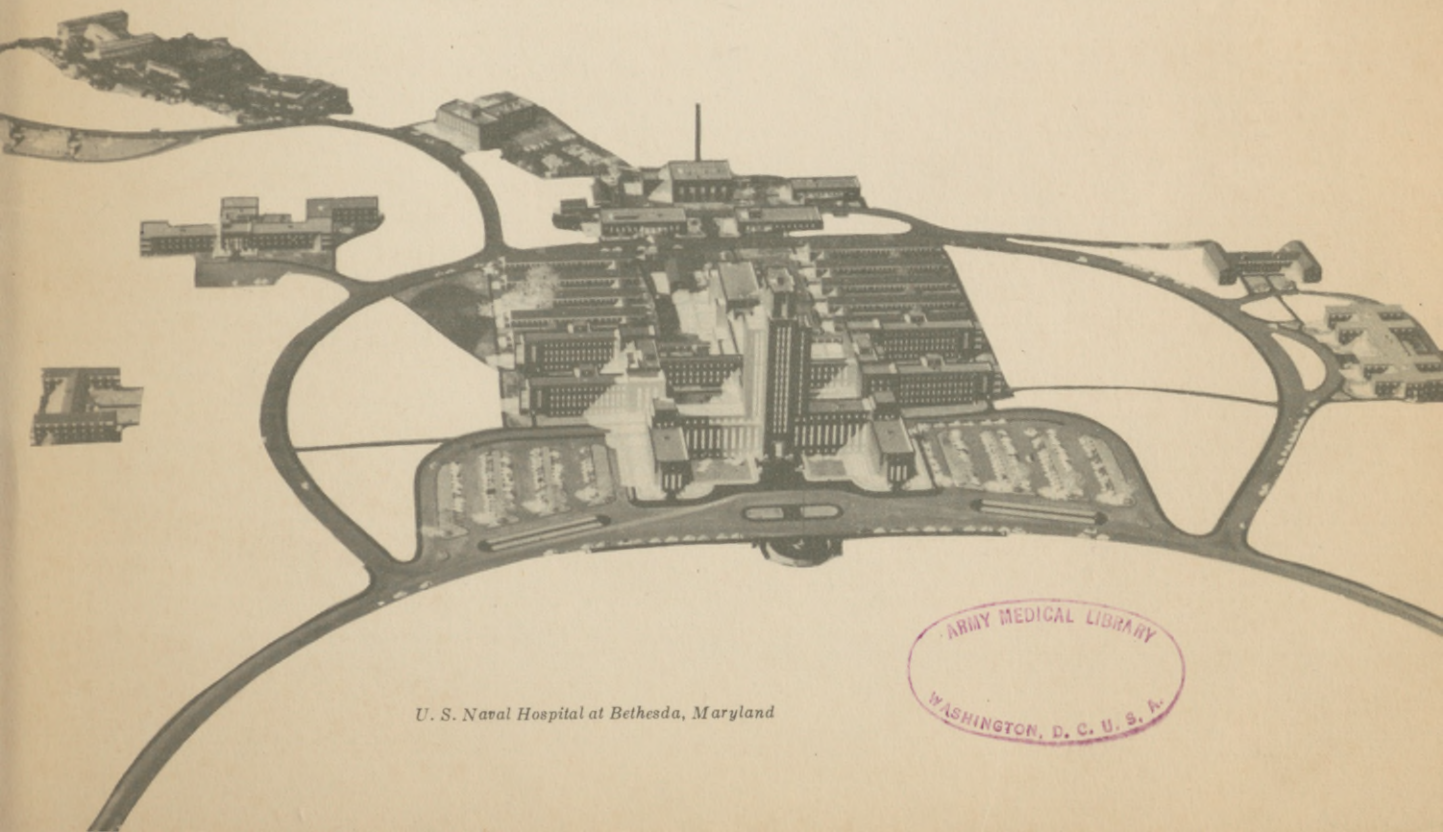 U. S. Naval Hospital at Bethesda, Maryland
ARMY MEDICAL LIBRARY
WASHINGTON, D. C. U. S. A.